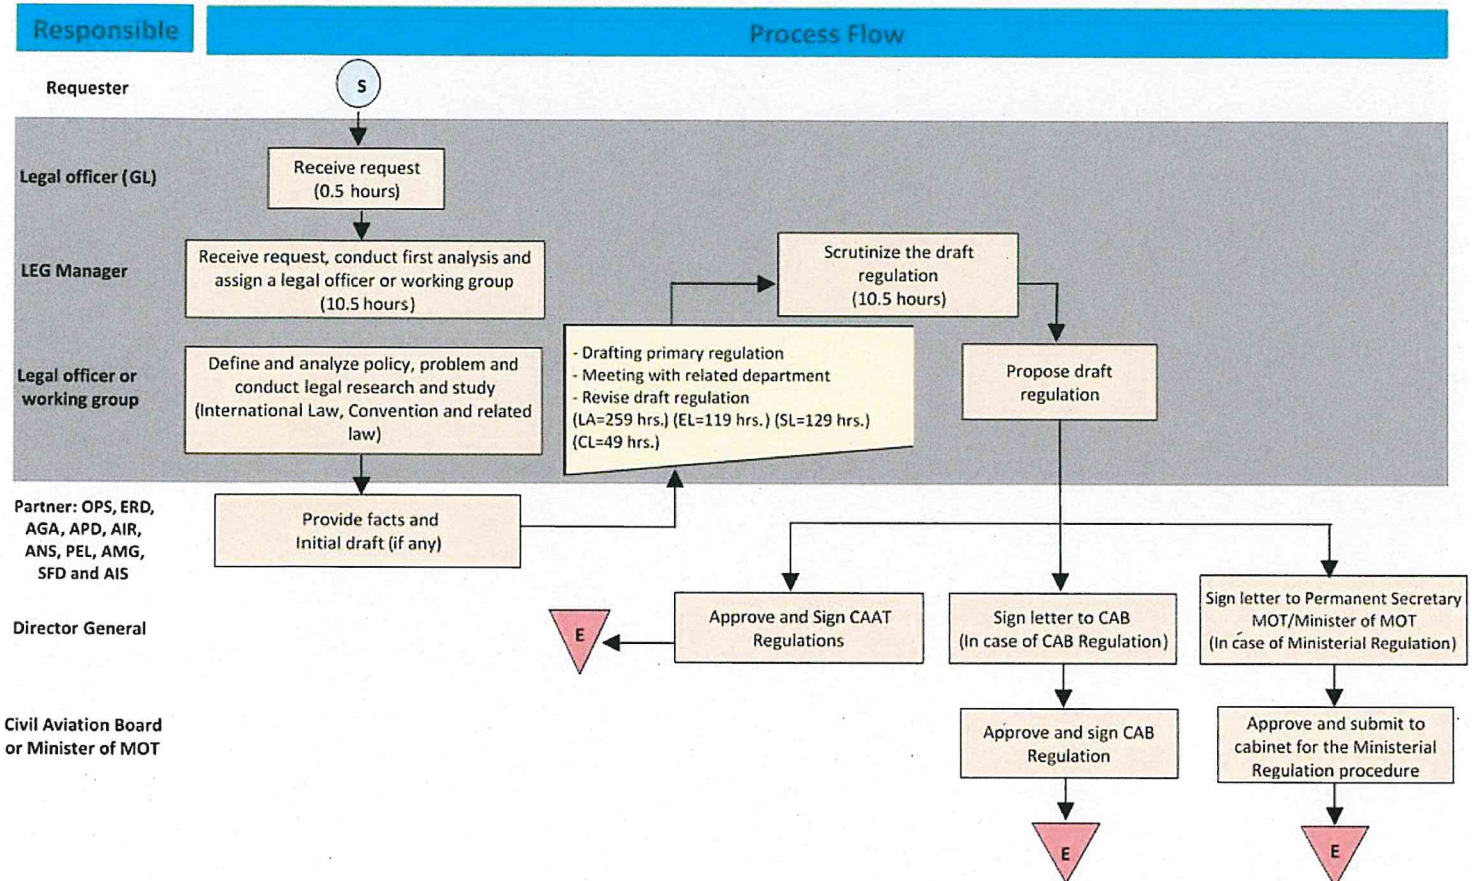 Responsible
Process Flow
Requester
S
Legal officer (GL)
Receive request
(0.5 hours)
LEG Manager
Receive request, conduct first analysis and
assign a legal officer or working group
(10.5 hours)
Scrutinize the draft
regulation
(10.5 hours)
Legal officer or
working group
Define and analyze policy, problem and
conduct legal research and study
(International Law, Convention and related
law)
- Drafting primary regulation
- Meeting with related department
- Revise draft regulation
(LA=259 hrs.) (EL=119 hrs.) (SL=129 hrs.)
(CL=49 hrs.)
Propose draft
regulation
Partner: OPS, ERD,
AGA, APD, AIR,
ANS, PEL, AMG,
SFD and AIS
Provide facts and
Initial draft (if any)
Director General
E
Approve and Sign CAAT
Regulations
Sign letter to CAB
(In case of CAB Regulation)
Sign letter to Permanent Secretary
MOT/Minister of MOT
(In case of Ministerial Regulation)
Civil Aviation Board
or Minister of MOT
Approve and sign CAB
Regulation
Approve and submit to
cabinet for the Ministerial
Regulation procedure
E
E